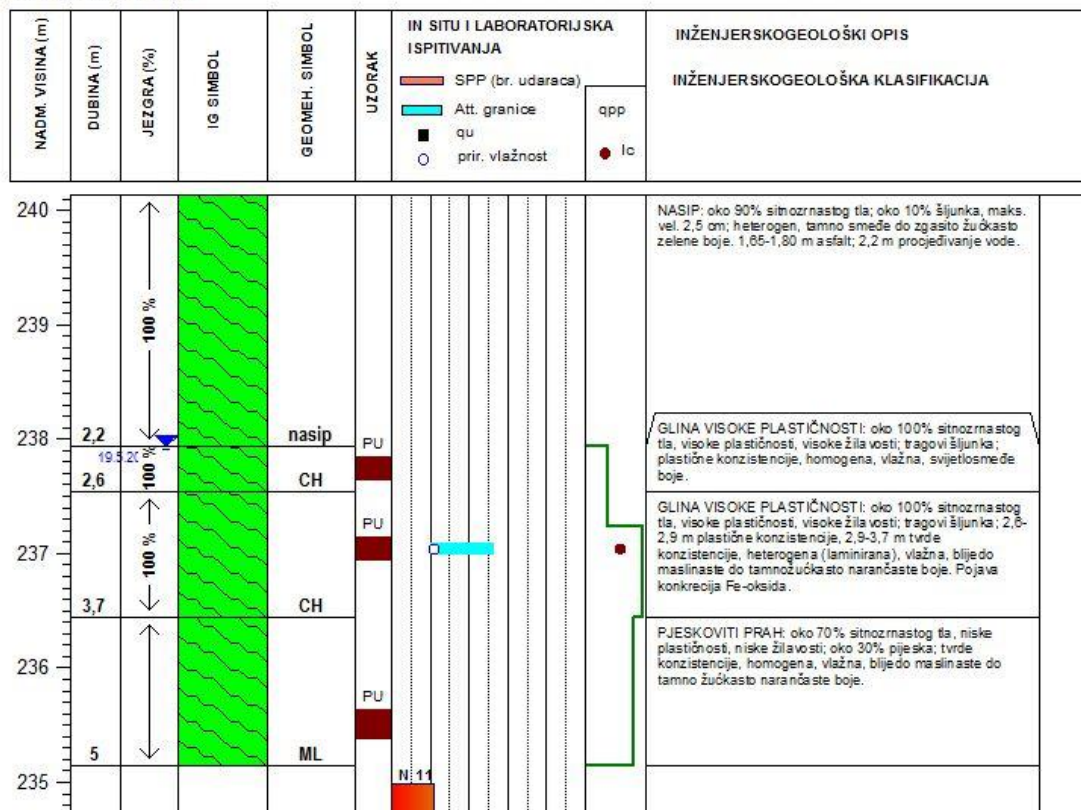 NADM. VISINA (m)
DUBINA (m)
JEZGRA (%)
IG SIMBOL
GEOMEH. SIMBOL
UZORAK
IN SITU I LABORATORIJSKA
ISPITIVANJA
SPP (br. udaraca)
Att. granice
qu
prir. vlažnost
qpp
Ic
INŽENJERSKOGEOLOŠKI OPIS
INŽENJERSKOGEOLOŠKA KLASIFIKACIJA
240
239
238
237
236
235
100 %
2,2
nasip
19.5.20
100 %
2,6
CH
PU
100 %
3,7
CH
PU
5
ML
PU
N 11
NASIP: oko 90% sitnozrnastog tla; oko 10% šljunka, maks.
vel. 2,5 cm; heterogen, tamno smeđe do zgasito žućkasto
zelene boje. 1,65-1,80 m asfalt; 2,2 m procjeđivanje vode.
GLINA VISOKE PLASTIČNOSTI: oko 100% sitnozrnastog
tla, visoke plastičnosti, visoke žilavosti; tragovi šljunka;
plastične konzistencije, homogena, vlažna, svijetlosmeđe
boje.
GLINA VISOKE PLASTIČNOSTI: oko 100% sitnozrnastog
tla, visoke plastičnosti, visoke žilavosti; tragovi šljunka; 2,6-
2,9 m plastične konzistencije, 2,9-3,7 m tvrde
konzistencije, heterogena (laminirana), vlažna, blijedo
maslinaste do tamnožućkasto narančaste boje. Pojava
konkrecija Fe-oksida.
PJESKOVITI PRAH: oko 70% sitnozrnastog tla, niske
plastičnosti, niske žilavosti; oko 30% pijeska; tvrde
konzistencije, homogena, vlažna, blijedo maslinaste do
tamno žućkasto narančaste boje.